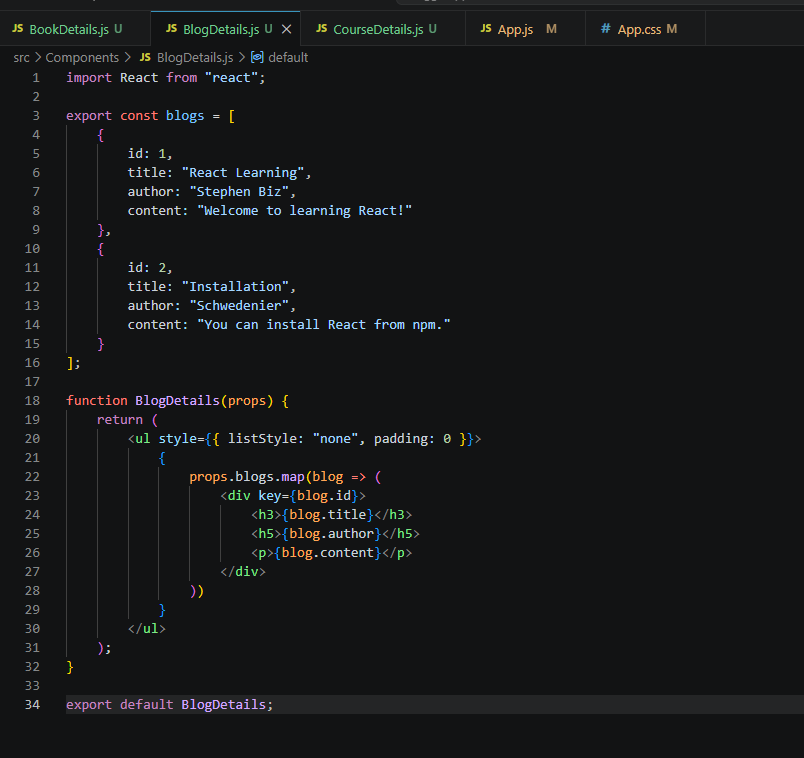 JS BookDetails.js U
JS BlogDetails.js U
JS CourseDetails.js U
JS App.js M
# App.css M
src > Components > JS BlogDetails.js > default
1 import React from "react";
2
3 export const blogs = [
4 {
5 id: 1,
6 title: "React Learning",
7 author: "Stephen Biz",
8 content: "Welcome to learning React!"
9 },
10 {
11 id: 2,
12 title: "Installation",
13 author: "Schwedenier",
14 content: "You can install React from npm."
15 }
16 ];
17
18 function BlogDetails(props) {
19 return (
20 <ul style={{ listStyle: "none", padding: 0 }}>
21 {
22 props.blogs.map(blog => (
23 <div key={blog.id}>
24 <h3>{blog.title}</h3>
25 <h5>{blog.author}</h5>
26 <p>{blog.content}</p>
27 </div>
28 ))
29 }
30 </ul>
31 );
32 }
33
34 export default BlogDetails;